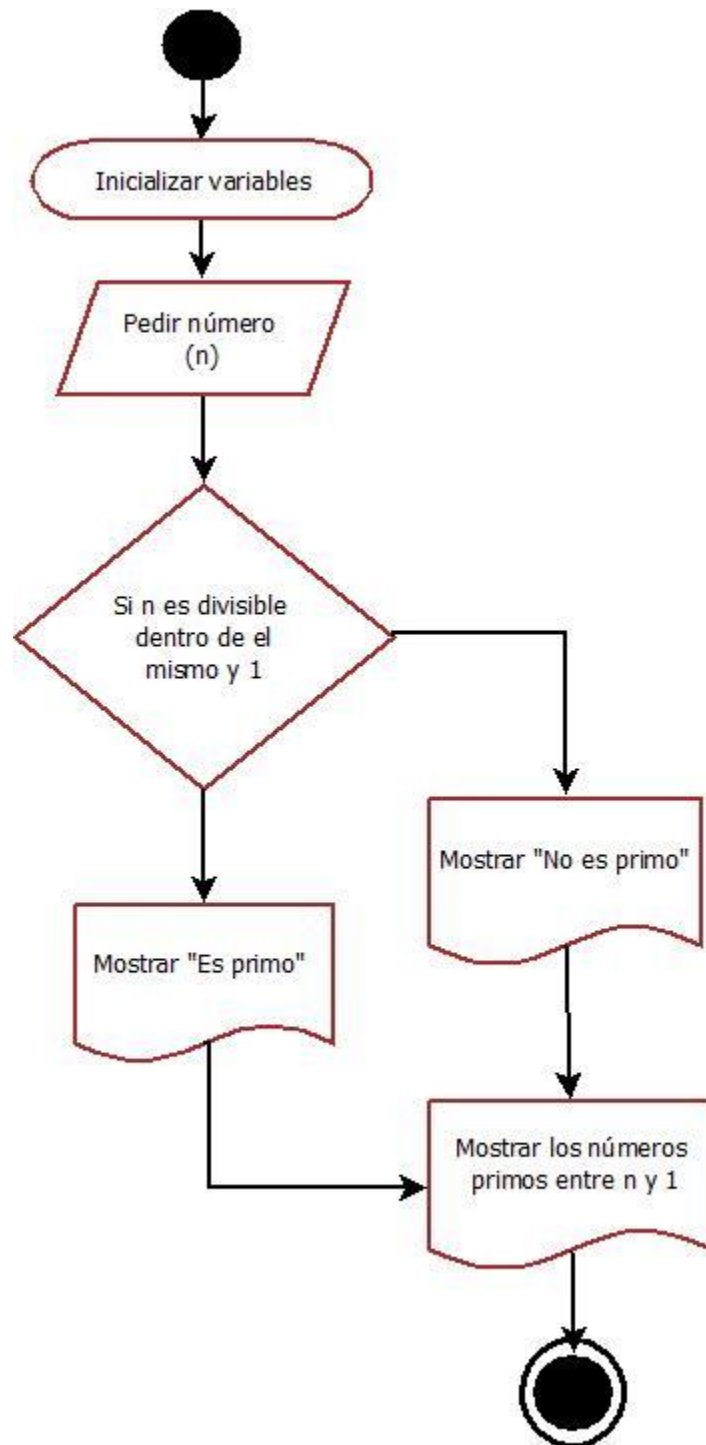 Inicializar variables
Pedir número
(n)
Si n es divisible
dentro de el
mismo y 1
Mostrar "No es primo"
Mostrar "Es primo"
Mostrar los números
primos entre n y 1